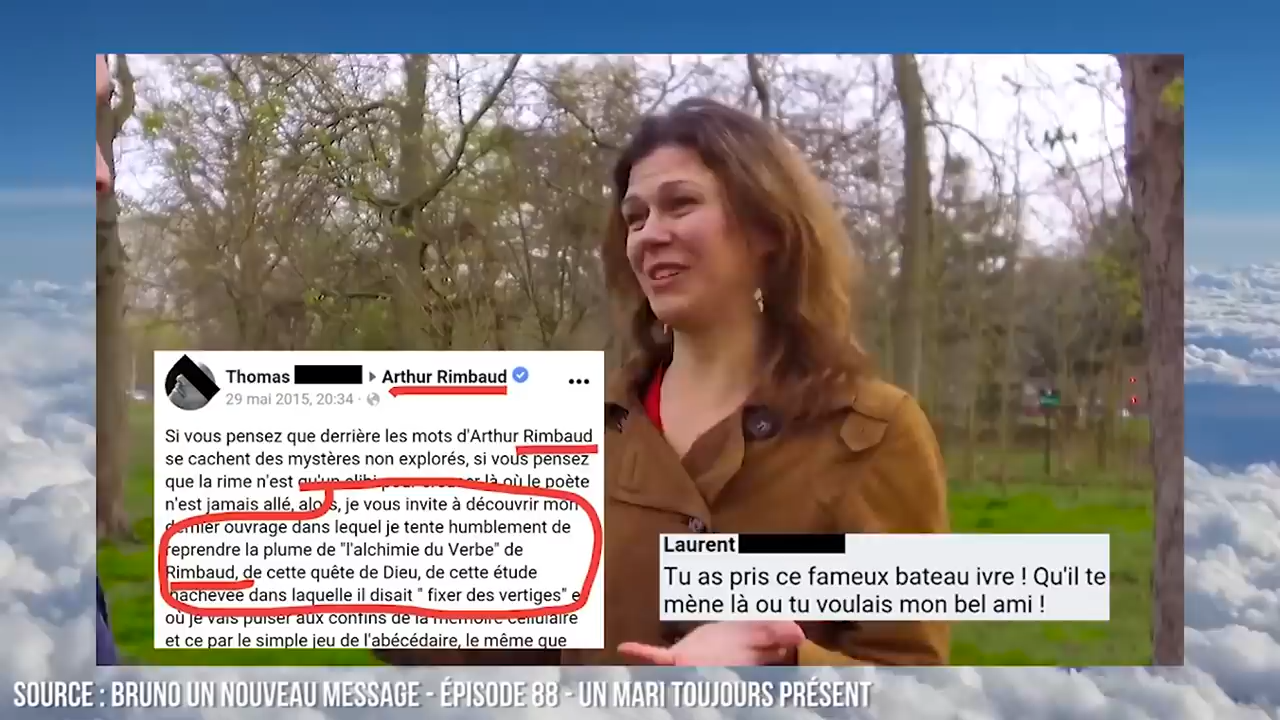 Thomas
Arthur Rimbaud
29 mai 2015, 20:34 ·
Si vous pensez que derrière les mots d'Arthur Rimbaud
se cachent des mystères non explorés, si vous pensez
que la rime n'est qu'un alibi pour creuser là où le poète
n'est jamais allé, alors, je vous invite à découvrir mon
dernier ouvrage dans lequel je tente humblement de
reprendre la plume de "l'alchimie du Verbe" de
Rimbaud, de cette quête de Dieu, de cette étude
inachevée dans laquelle il disait " fixer des vertiges" e
où je vais puiser aux confins de la mémoire cellulaire
et ce par le simple jeu de l'abécédaire, le même que
Laurent
Tu as pris ce fameux bateau ivre ! Qu'il te
mène là ou tu voulais mon bel ami !
SOURCE : BRUNO UN NOUVEAU MESSAGE - ÉPISODE 88 - UN MARI TOUJOURS PRÉSENT